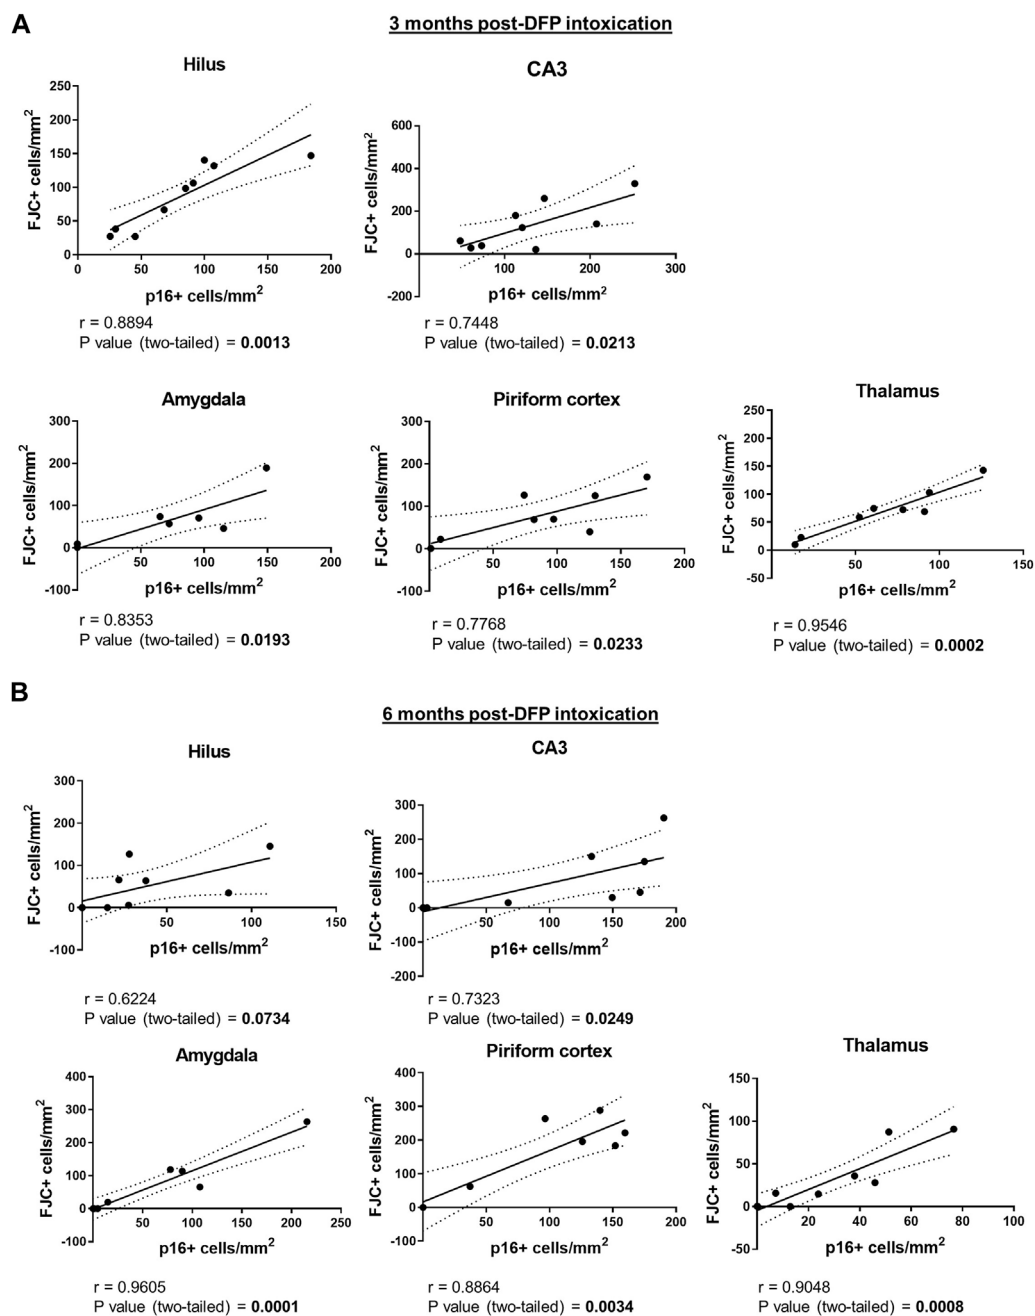 A
3 months post-DFP intoxication
Hilus
FJC+ cells/mm2
250
200
150
100
50
0
0
50
100
150
200
p16+ cells/mm2
r = 0.8894
P value (two-tailed) = 0.0013
CA3
FJC+ cells/mm2
600
400
200
0
-200
100
200
300
p16+ cells/mm2
r = 0.7448
P value (two-tailed) = 0.0213
Amygdala
FJC+ cells/mm2
300
200
100
0
-100
50
100
150
200
p16+ cells/mm2
r = 0.8353
P value (two-tailed) = 0.0193
Piriform cortex
FJC+ cells/mm2
300
200
100
0
-100
50
100
150
200
p16+ cells/mm2
r = 0.7768
P value (two-tailed) = 0.0233
Thalamus
FJC+ cells/mm2
250
200
150
100
50
0
-50
50
100
150
p16+ cells/mm2
r = 0.9546
P value (two-tailed) = 0.0002
B
6 months post-DFP intoxication
Hilus
FJC+ cells/mm2
300
200
100
0
-100
50
100
150
p16+ cells/mm2
r = 0.6224
P value (two-tailed) = 0.0734
CA3
FJC+ cells/mm2
300
200
100
0
-100
-200
50
100
150
200
p16+ cells/mm2
r = 0.7323
P value (two-tailed) = 0.0249
Amygdala
FJC+ cells/mm2
400
300
200
100
0
-100
50
100
150
200
250
p16+ cells/mm2
r = 0.9605
P value (two-tailed) = 0.0001
Piriform cortex
FJC+ cells/mm2
400
300
200
100
0
-100
50
100
150
200
p16+ cells/mm2
r = 0.8864
P value (two-tailed) = 0.0034
Thalamus
FJC+ cells/mm2
150
100
50
0
-50
20
40
60
80
100
p16+ cells/mm2
r = 0.9048
P value (two-tailed) = 0.0008